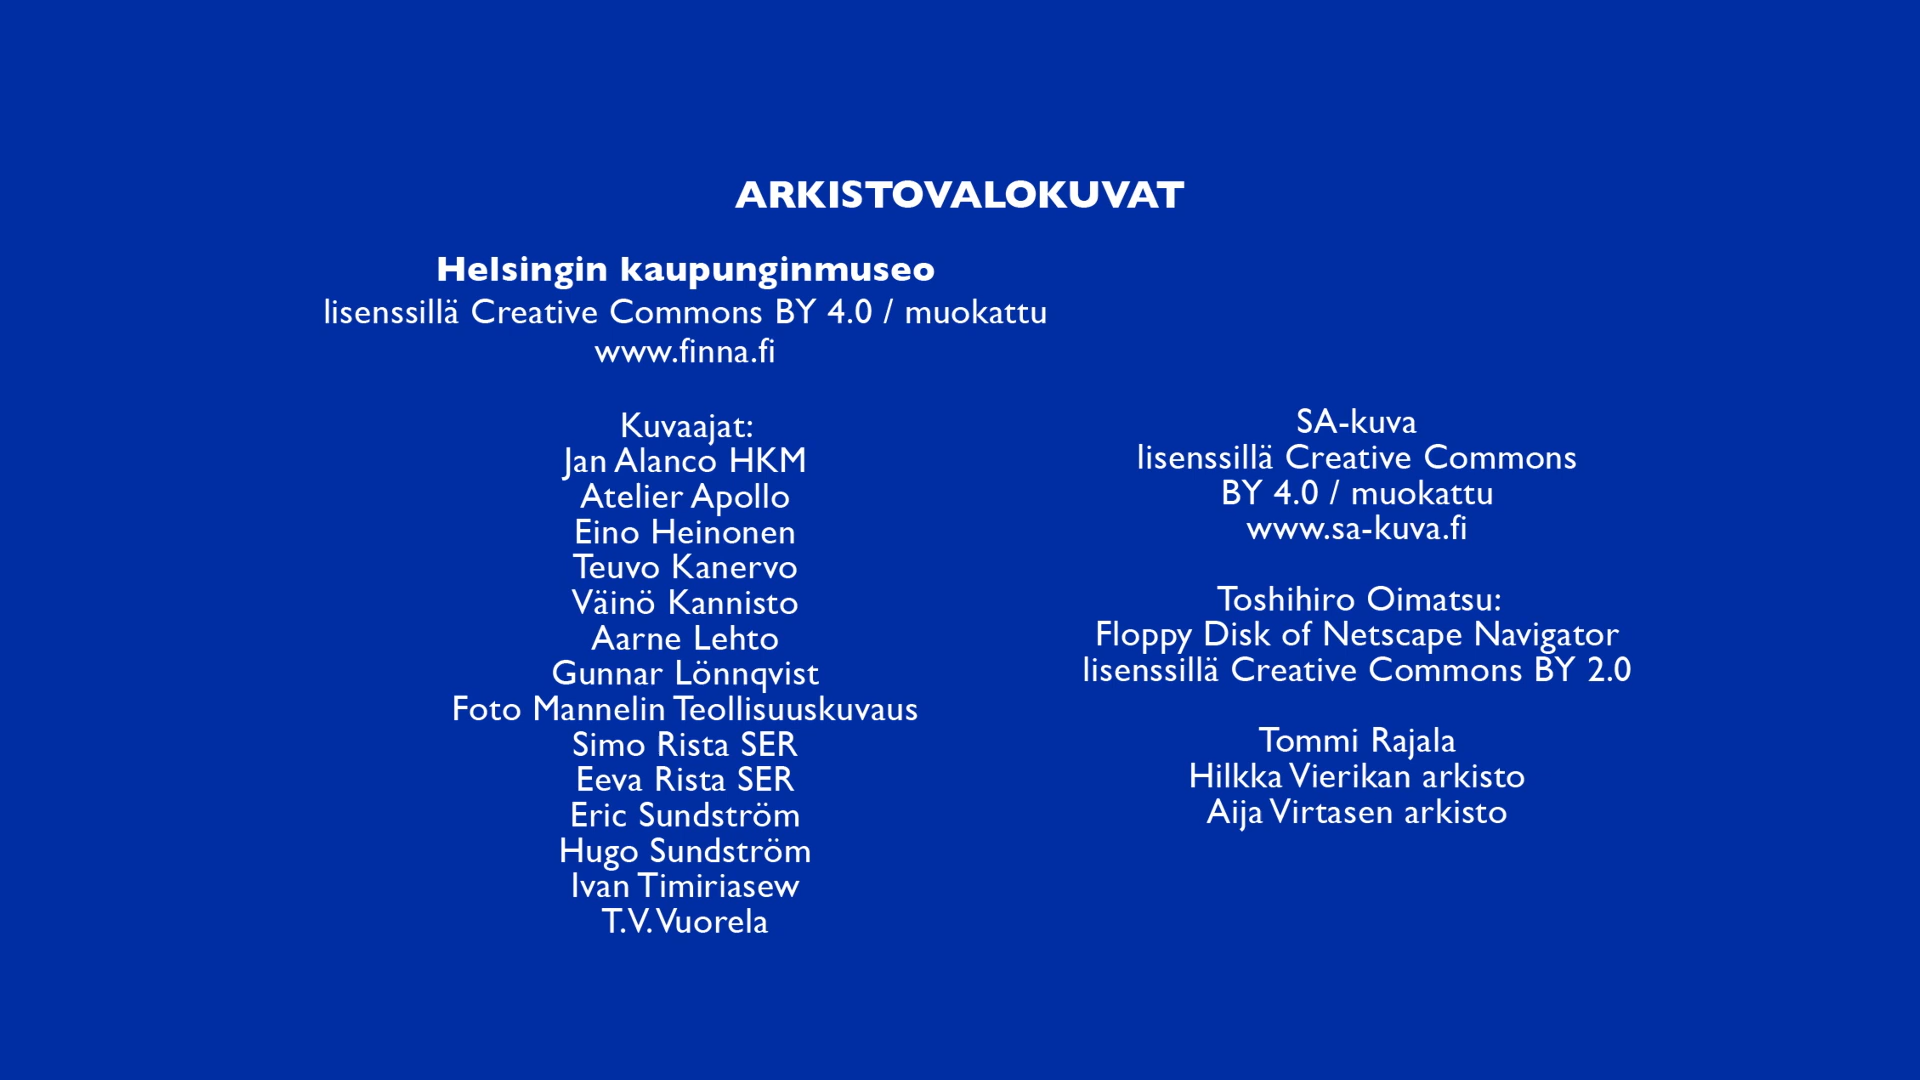 ARKISTOVALOKUVAT
Helsingin kaupunginmuseo
lisenssillä Creative Commons BY 4.0 / muokattu
www.finna.fi
Kuvaajat:
Jan Alanco HKM
Atelier Apollo
Eino Heinonen
Teuvo Kanervo
Väinö Kannisto
Aarne Lehto
Gunnar Lönnqvist
Foto Mannelin Teollisuuskuvaus
Simo Rista SER
Eeva Rista SER
Eric Sundström
Hugo Sundström
Ivan Timiriasew
T.V. Vuorela
SA-kuva
lisenssillä Creative Commons
BY 4.0 / muokattu
www.sa-kuva.fi
Toshihiro Oimatsu:
Floppy Disk of Netscape Navigator
lisenssillä Creative Commons BY 2.0
Tommi Rajala
Hilkka Vierikan arkisto
Aija Virtasen arkisto